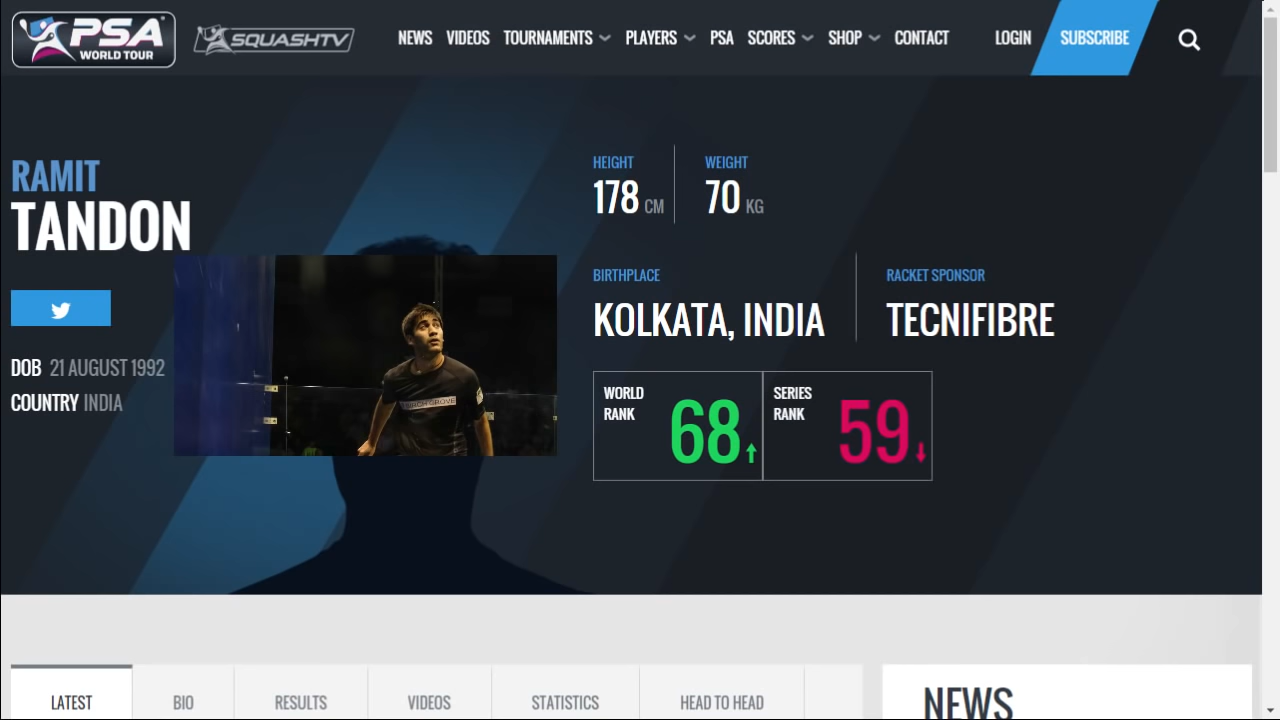 PSA
WORLD TOUR
SQUASHTV
NEWS VIDEOS TOURNAMENTS PLAYERS PSA SCORES SHOP CONTACT LOGIN SUBSCRIBE
RAMIT
TANDON
DOB 21 AUGUST 1992
COUNTRY INDIA
HEIGHT WEIGHT
178 CM 70 KG
BIRTHPLACE RACKET SPONSOR
KOLKATA, INDIA TECNIFIBRE
WORLD RANK 68
SERIES RANK 59
LATEST BIO RESULTS VIDEOS STATISTICS HEAD TO HEAD
NEWS